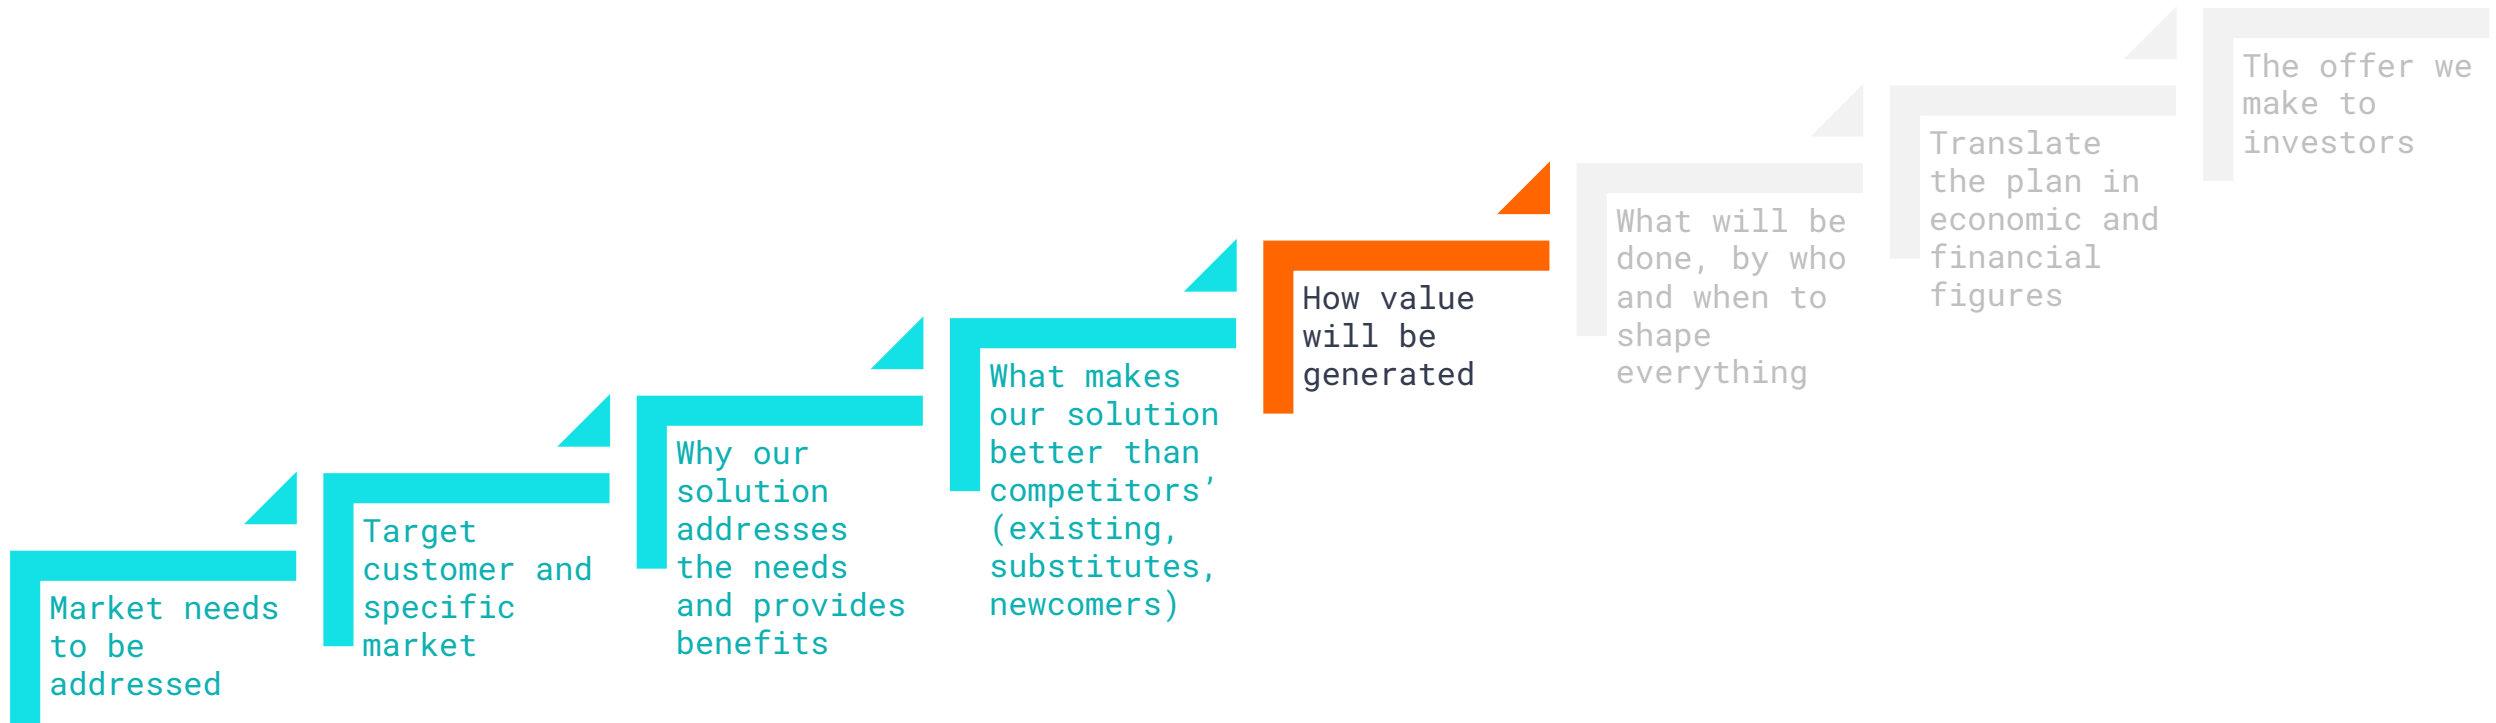 Market needs
to be
addressed
Target
customer and
specific
market
Why our
solution
addresses
the needs
and provides
benefits
What makes
our solution
better than
competitors’
(existing,
substitutes,
newcomers)
How value
will be
generated
What will be
done, by who
and when to
shape
everything
Translate
the plan in
economic and
financial
figures
The offer we
make to
investors